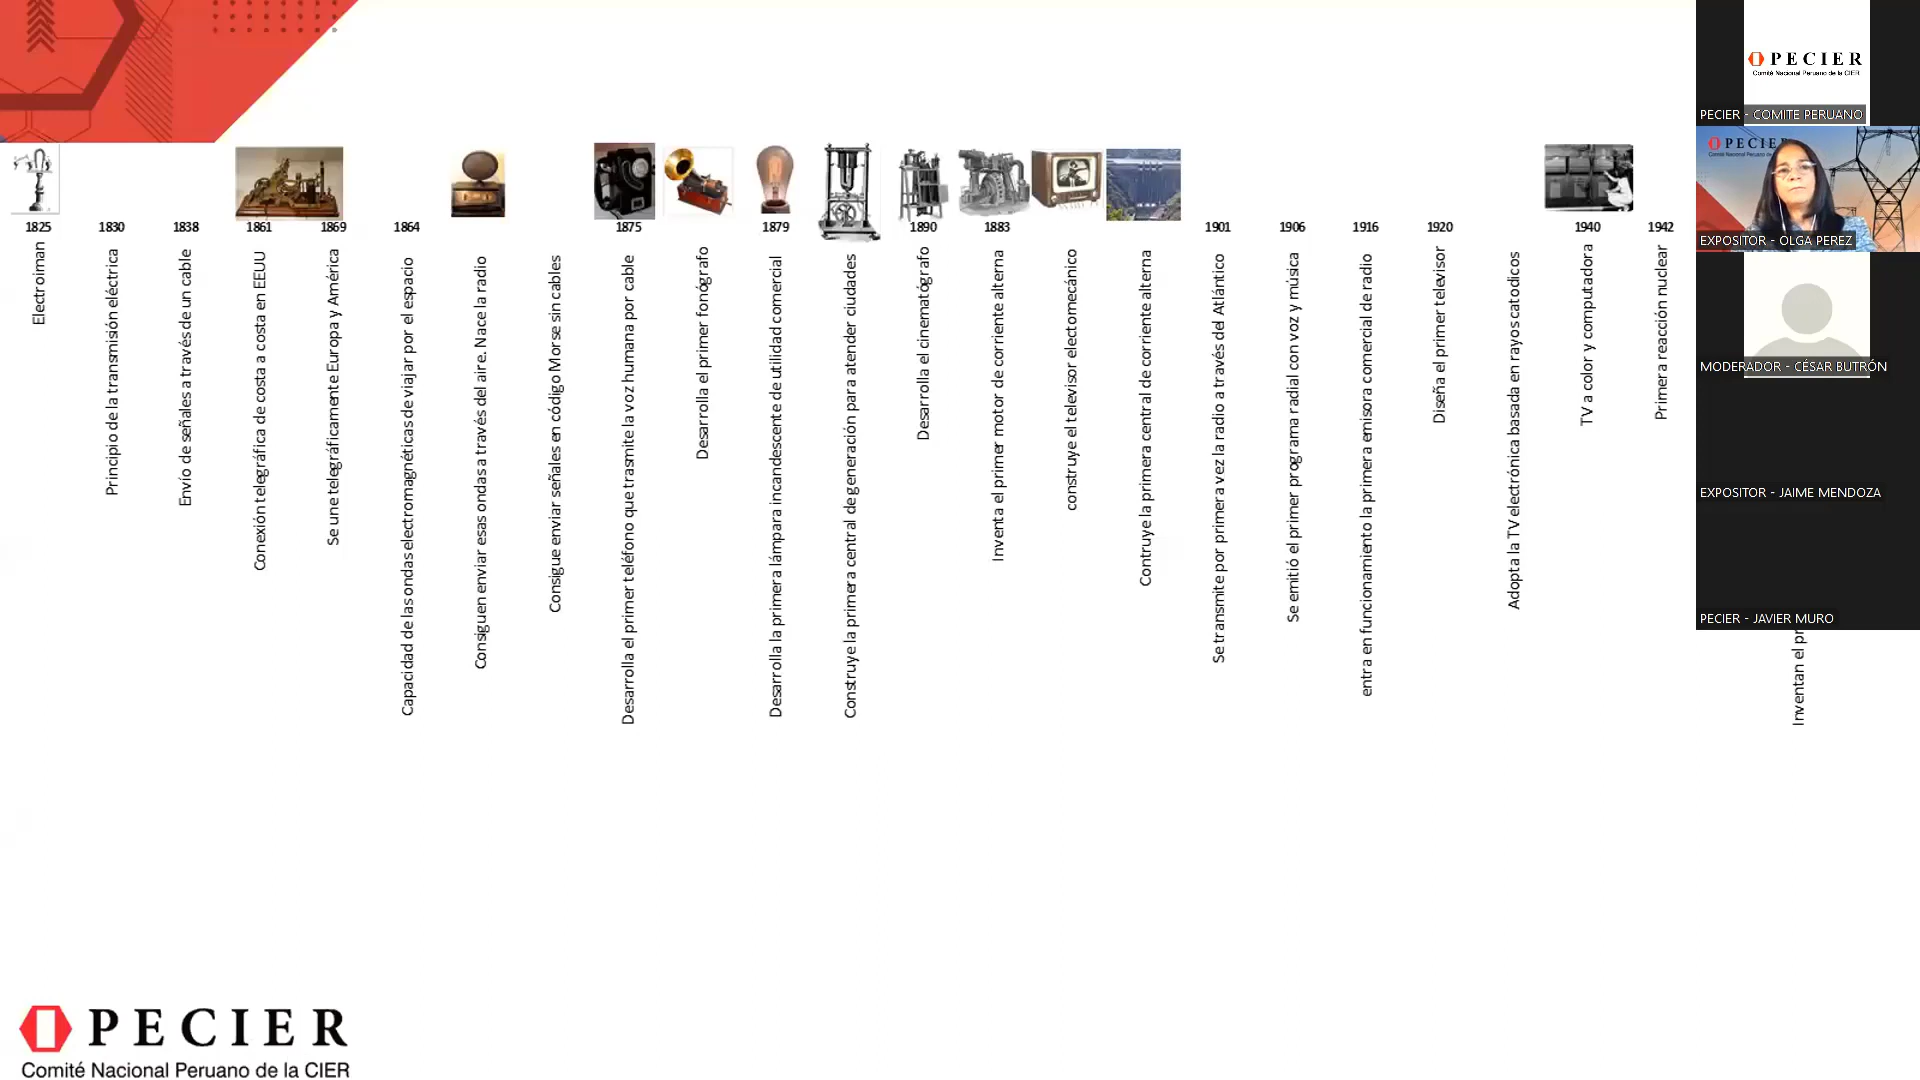 1825
1830
1838
1861
1869
1864
1875
1879
1890
1883
1901
1906
1916
1920
1940
1942
Electroiman
Principio de la transmisión eléctrica
Envío de señales a través de un cable
Conexión telegráfica de costa a costa en EEUU
Se une telegráficamente Europa y América
Capacidad de las ondas electromagnéticas de viajar por el espacio
Consiguen enviar esas ondas a través del aire. Nace la radio
Consigue enviar señales en código Morse sin cables
Desarrolla el primer teléfono que trasmite la voz humana por cable
Desarrolla el primer fonógrafo
Desarrolla la primera lámpara incandescente de utilidad comercial
Construye la primera central de generación para atender ciudades
Desarrolla el cinematógrafo
Inventa el primer motor de corriente alterna
construye el televisor electomecánico
Contruye la primera central de corriente alterna
Se transmite por primera vez la radio a través del Atlántico
Se emitió el primer programa radial con voz y música
entra en funcionamiento la primera emisora comercial de radio
Diseña el primer televisor
Adopta la TV electrónica basada en rayos catodicos
TV a color y computadora
Primera reacción nuclear
Inventan el pr
PECIER
Comité Nacional Peruano de la CIER
PECIER
Comité Nacional Peruano de la CIER
PECIER - COMITE PERUANO
PECIE
EXPOSITOR - OLGA PEREZ
MODERADOR - CÉSAR BUTRÓN
EXPOSITOR - JAIME MENDOZA
PECIER - JAVIER MURO